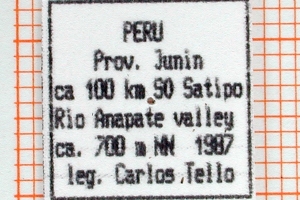 PERU
Prov. Junin
ca 100 km SO Satipo
Rio Anapate valley
ca. 700 m NN 1987
leg. Carlos Tello